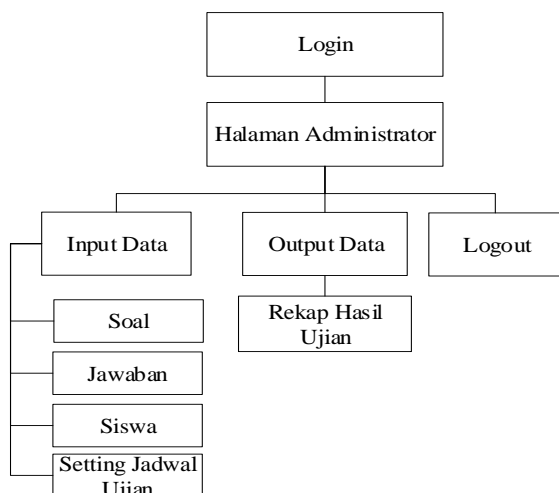 Login
Halaman Administrator
Input Data
Output Data
Logout
Soal
Rekap Hasil
Ujian
Jawaban
Siswa
Setting Jadwal
Ujian